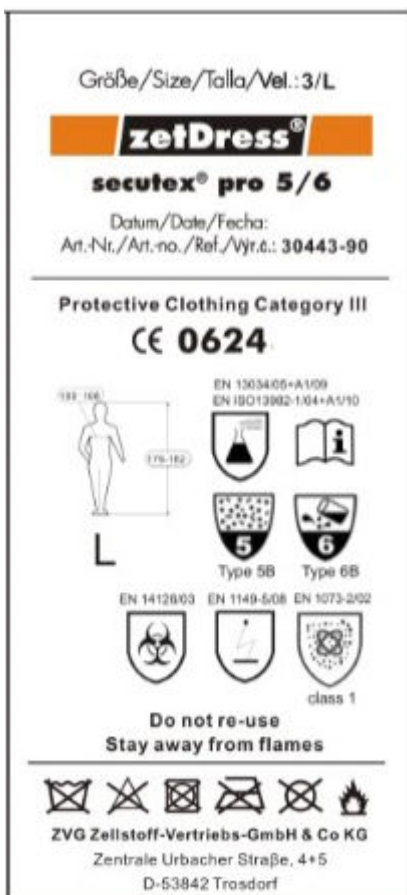 Größe/Size/Talla/Vel.: 3/L
zetDress®
secutex® pro 5/6
Datum/Date/Fecha:
Art.-Nr./Art.-no./Ref./Výr.č.: 30443-90
Protective Clothing Category III
CE 0624
EN 13034/05+A1/09
EN ISO13982-1/04+A1/10
176-182
i
L
5
6
Type 5B Type 6B
EN 14126/03 EN 1149-5/08 EN 1073-2/02
class 1
Do not re-use
Stay away from flames
ZVG Zellstoff-Vertriebs-GmbH & Co KG
Zentrale Urbacher Straße, 4+5
D-53842 Trosdorf